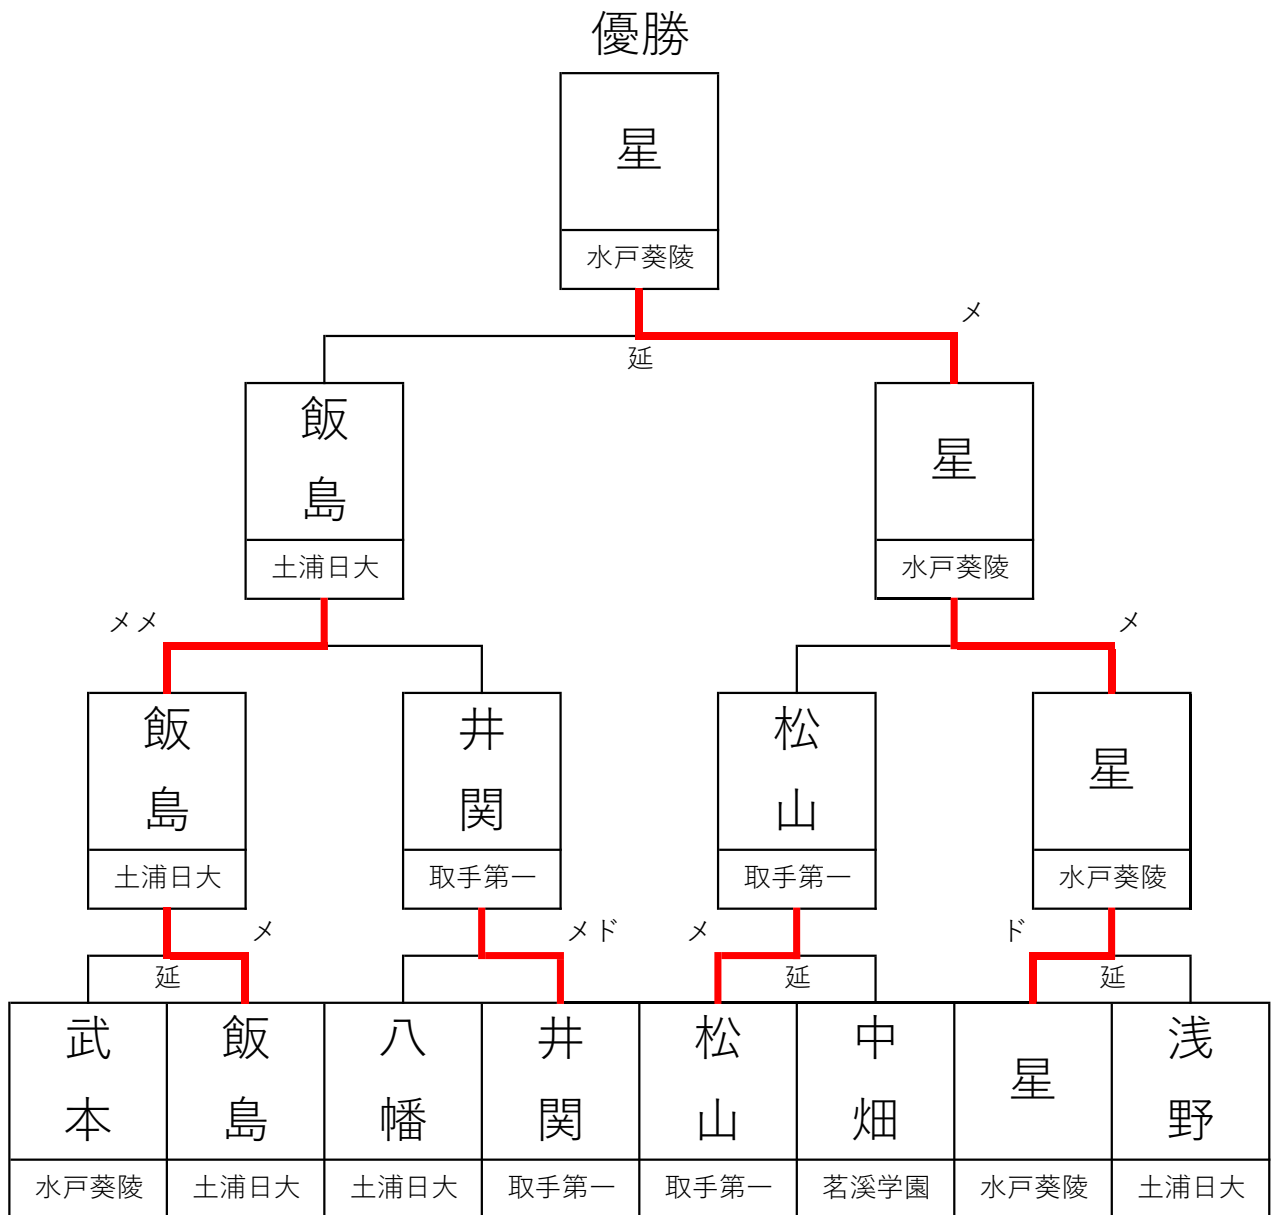 優勝
星
水戸葵陵
メ
延
飯島
星
土浦日大
水戸葵陵
メメ
メ
飯島
井関
松山
星
土浦日大
取手第一
取手第一
水戸葵陵
メ
メド
メ
ド
延
延
延
武本
飯島
八幡
井関
松山
中畑
星
浅野
水戸葵陵
土浦日大
土浦日大
取手第一
取手第一
茗溪学園
水戸葵陵
土浦日大